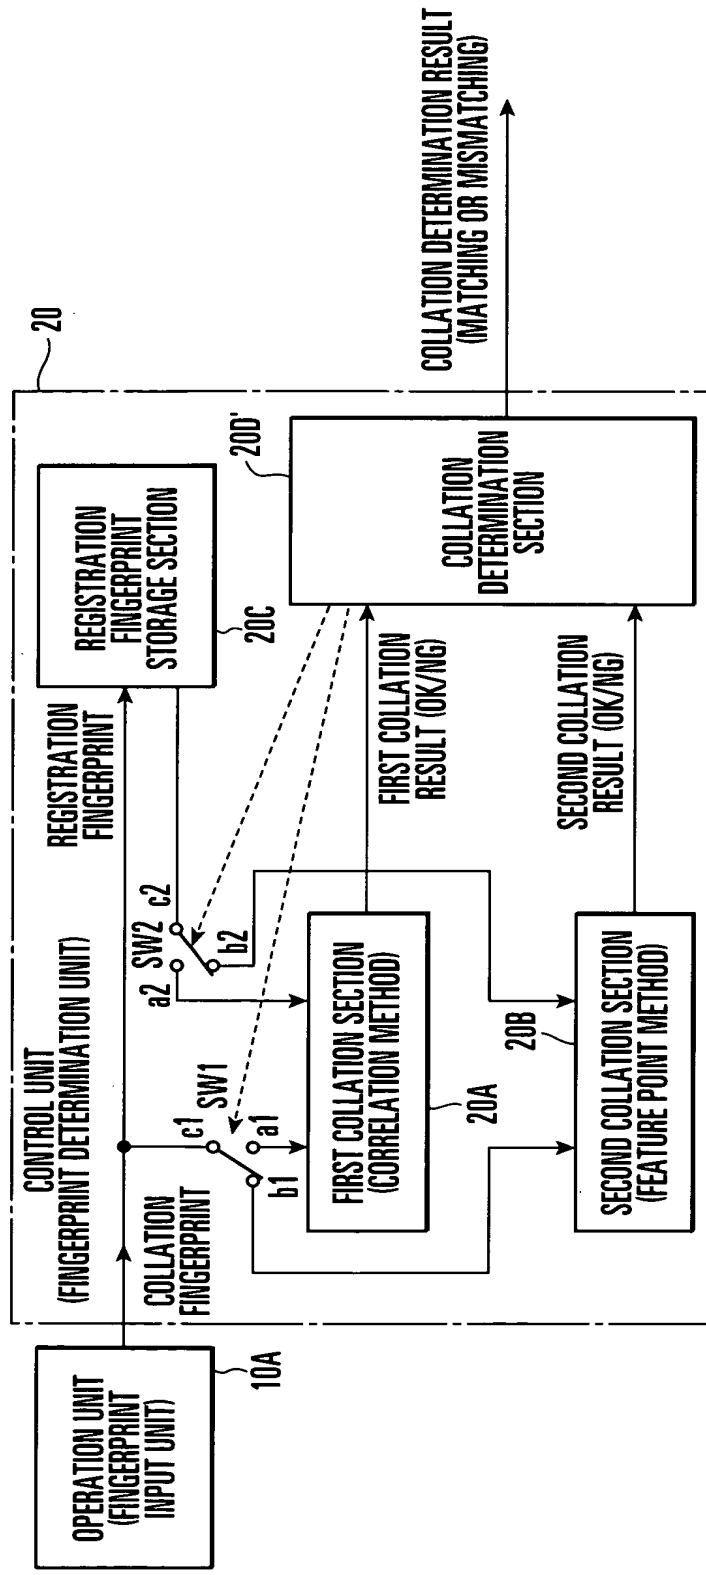 OPERATION UNIT
(FINGERPRINT
INPUT UNIT)
10A
CONTROL UNIT
(FINGERPRINT DETERMINATION UNIT)
20
COLLATION
FINGERPRINT
REGISTRATION
FINGERPRINT
REGISTRATION
FINGERPRINT
STORAGE SECTION
20C
c1
SW1
a1
b1
a2
SW2
c2
b2
FIRST COLLATION SECTION
(CORRELATION METHOD)
20A
FIRST COLLATION
RESULT (OK/NG)
SECOND COLLATION SECTION
(FEATURE POINT METHOD)
20B
SECOND COLLATION
RESULT (OK/NG)
COLLATION
DETERMINATION
SECTION
20D'
COLLATION DETERMINATION RESULT
(MATCHING OR MISMATCHING)